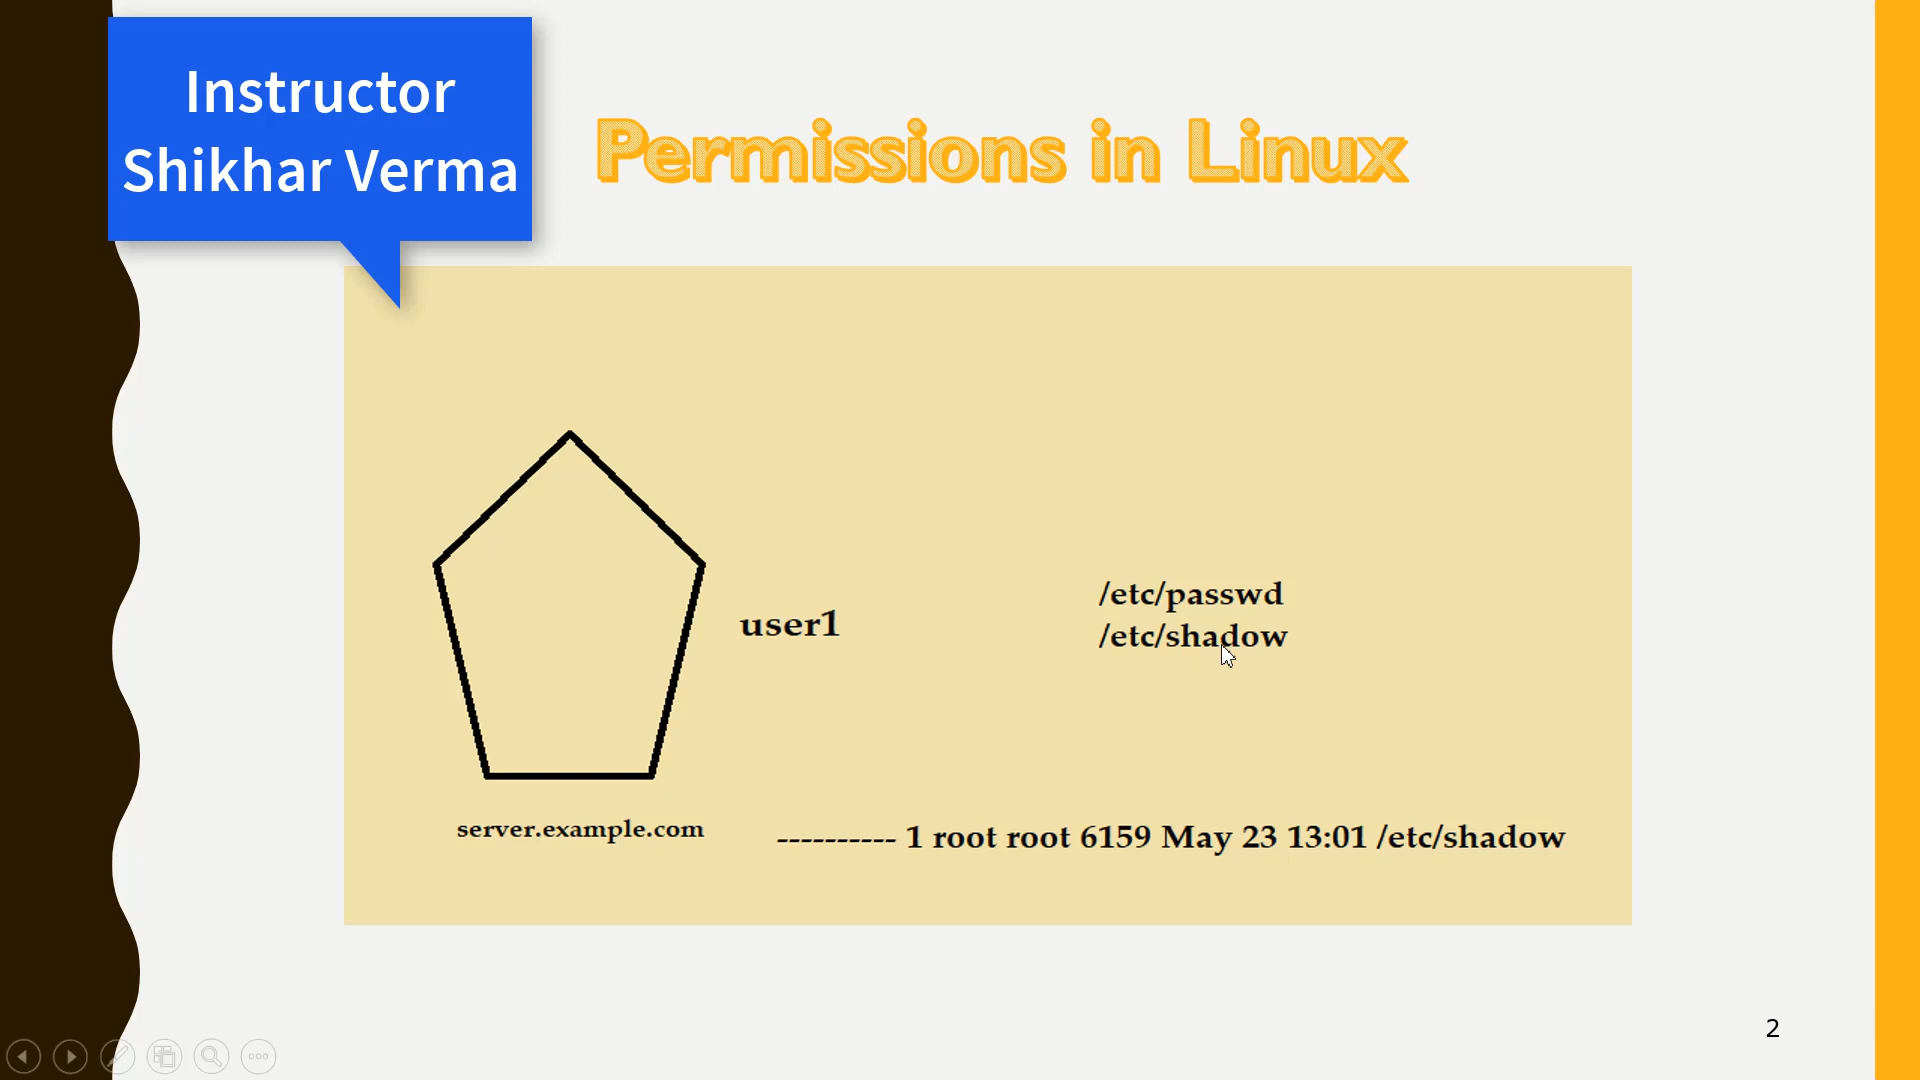 Instructor
Shikhar Verma
Permissions in Linux
/etc/passwd
/etc/shadow
user1
server.example.com
---------- 1 root root 6159 May 23 13:01 /etc/shadow
2